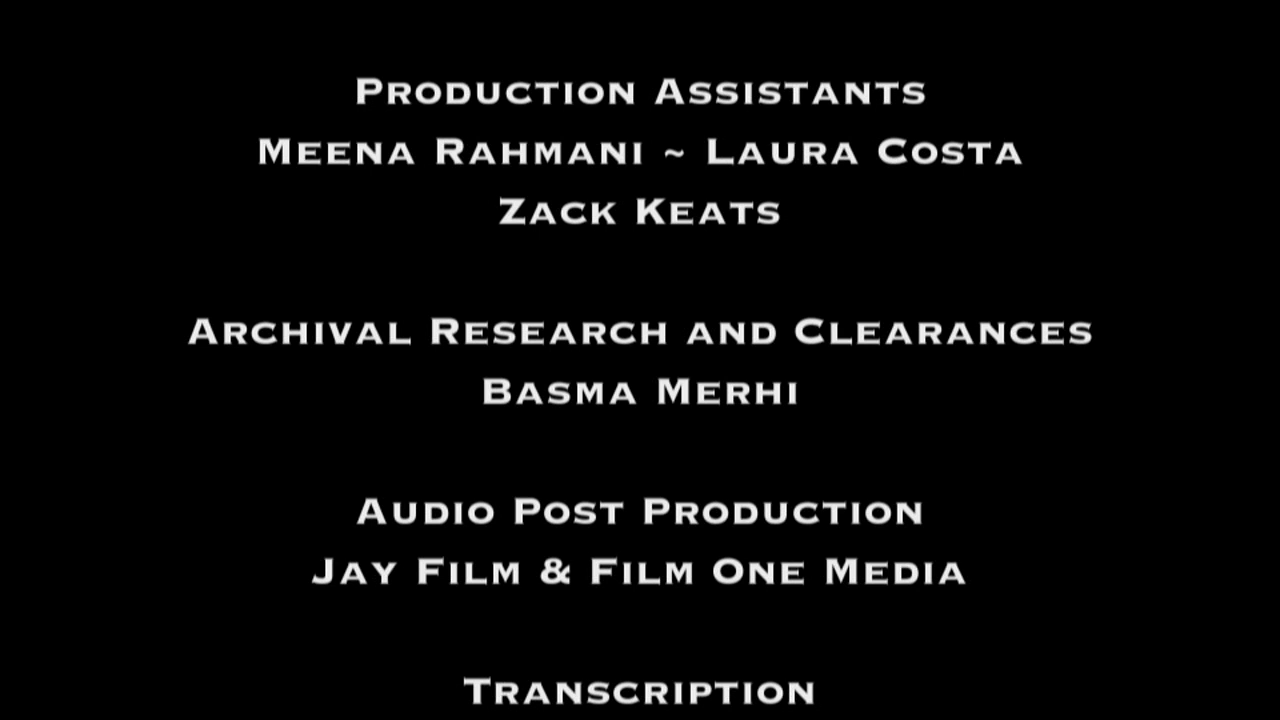 Production Assistants
Meena Rahmani ~ Laura Costa
Zack Keats
Archival Research and Clearances
Basma Merhi
Audio Post Production
Jay Film & Film One Media
Transcription